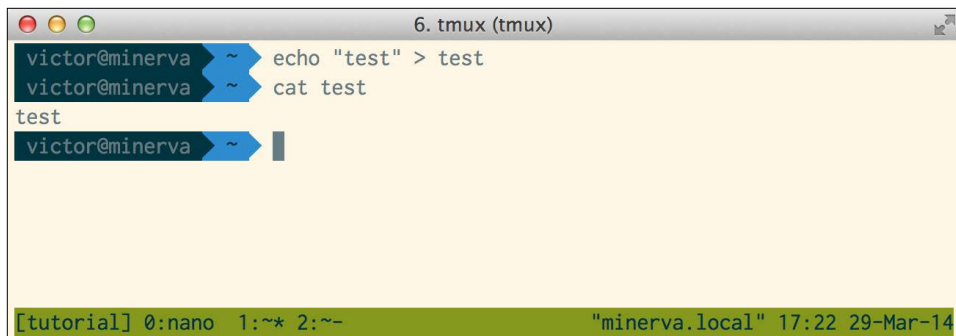 6. tmux (tmux)
victor@minerva ~ echo "test" > test
victor@minerva ~ cat test
test
victor@minerva ~
[tutorial] 0:nano  1:~* 2:~- "minerva.local" 17:22 29-Mar-14